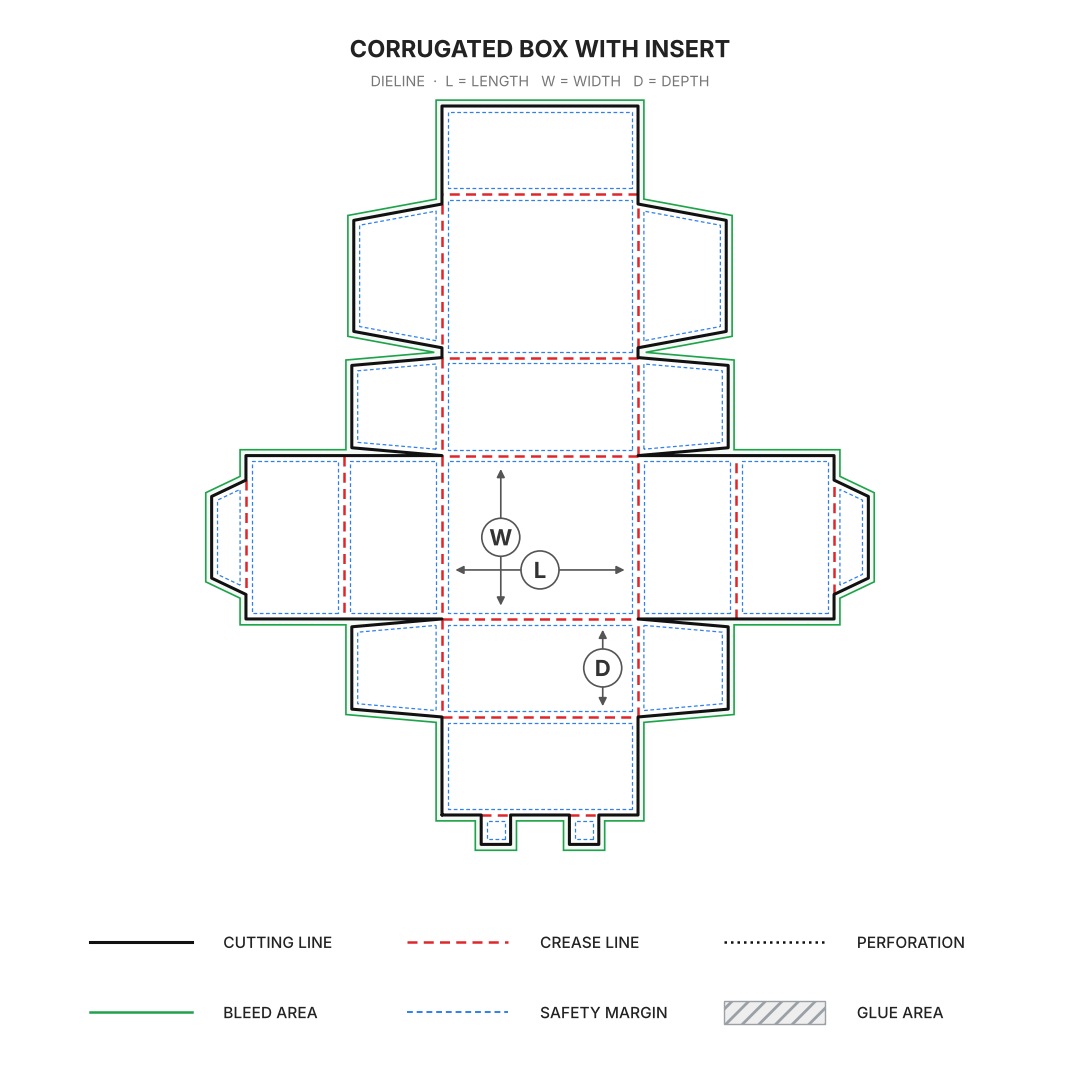 CORRUGATED BOX WITH INSERT
DIELINE · L = LENGTH W = WIDTH D = DEPTH
W
L
D
CUTTING LINE
CREASE LINE
PERFORATION
BLEED AREA
SAFETY MARGIN
GLUE AREA